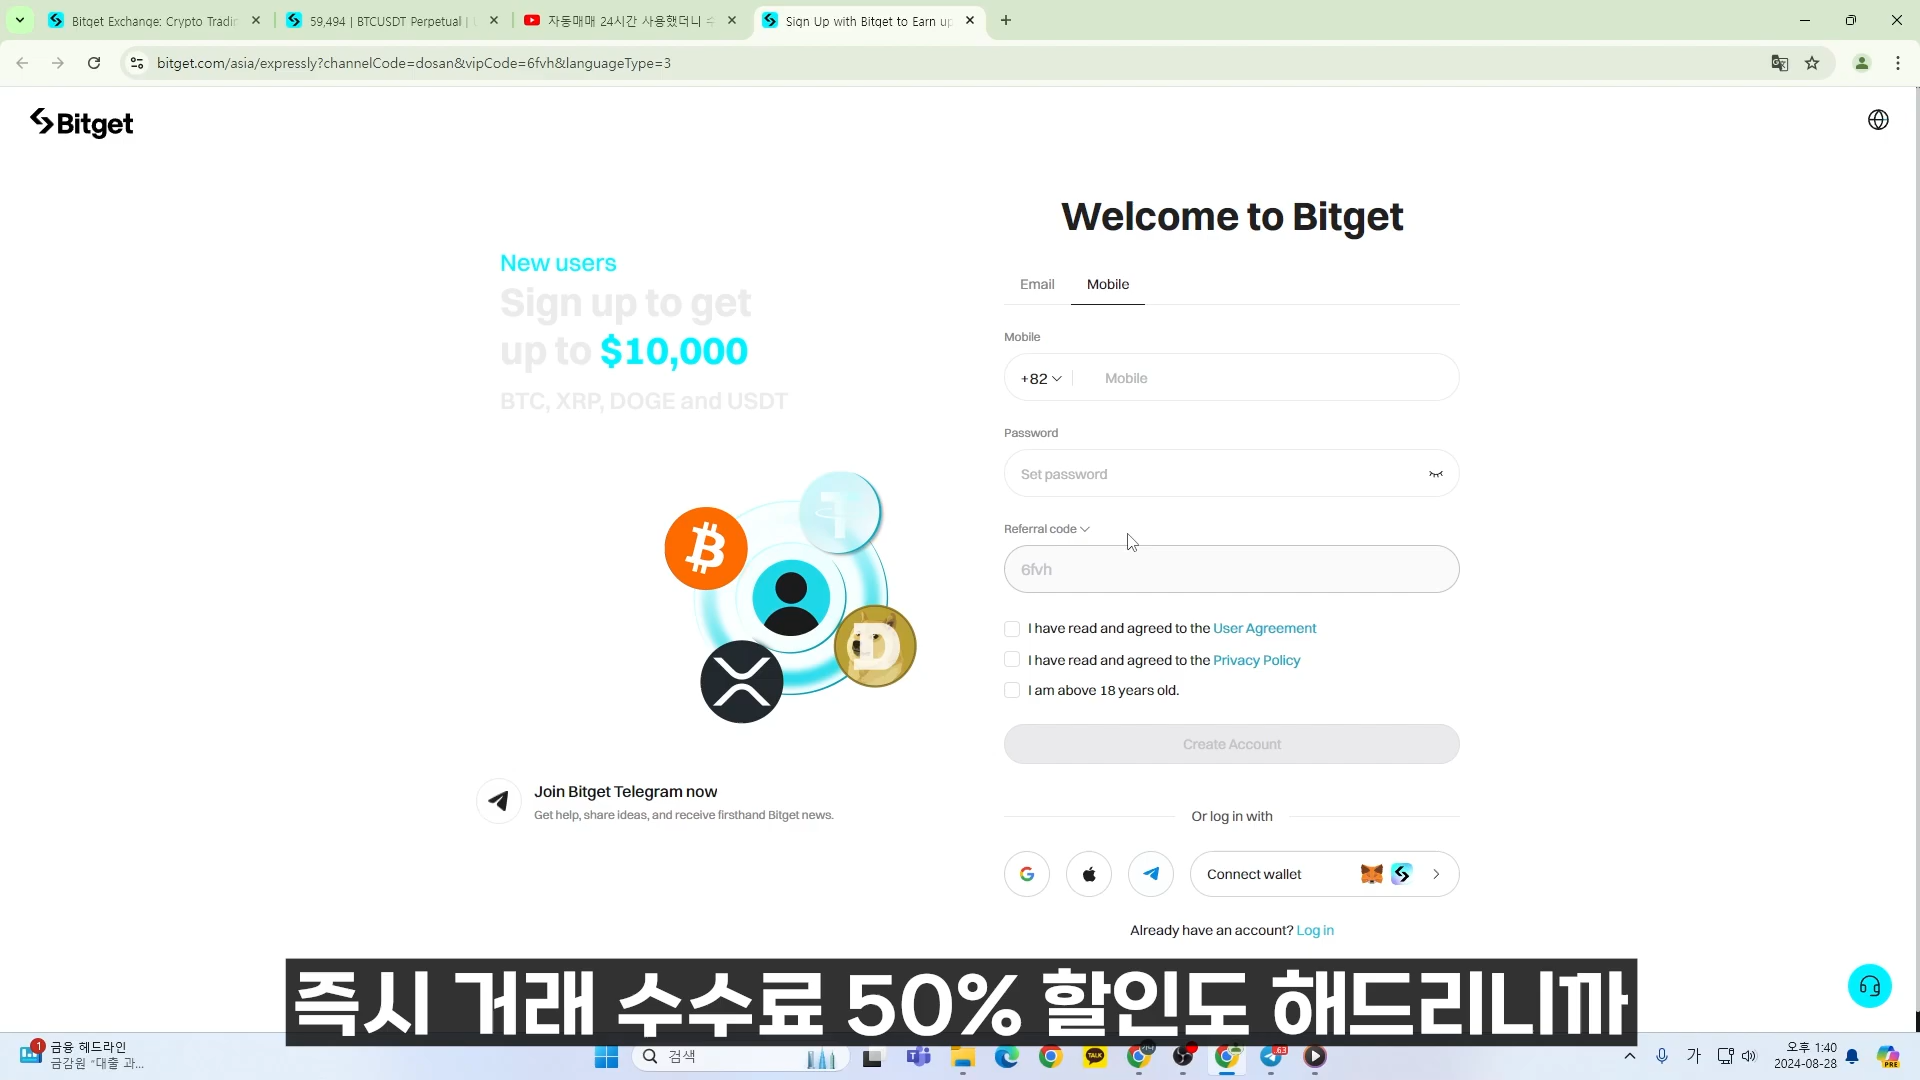 Bitget Exchange: Crypto Tradin
59,494 | BTCUSDT Perpetual |
자동매매 24시간 사용했더니
Sign Up with Bitget to Earn up
bitget.com/asia/expressly?channelCode=dosan&vipCode=6fvh&languageType=3
Bitget
Welcome to Bitget
New users
Sign up to get
up to $10,000
BTC, XRP, DOGE and USDT
Email
Mobile
Mobile
+82
Mobile
Password
Set password
Referral code
6fvh
I have read and agreed to the User Agreement
I have read and agreed to the Privacy Policy
I am above 18 years old.
Create Account
Join Bitget Telegram now
Get help, share ideas, and receive firsthand Bitget news.
Or log in with
Connect wallet
Already have an account? Log in
즉시 거래 수수료 50% 할인도 해드리니까
1
금융 헤드라인
금감원 "대출 과...
검색
TALK
63
가
오후 1:40
2024-08-28
PRE